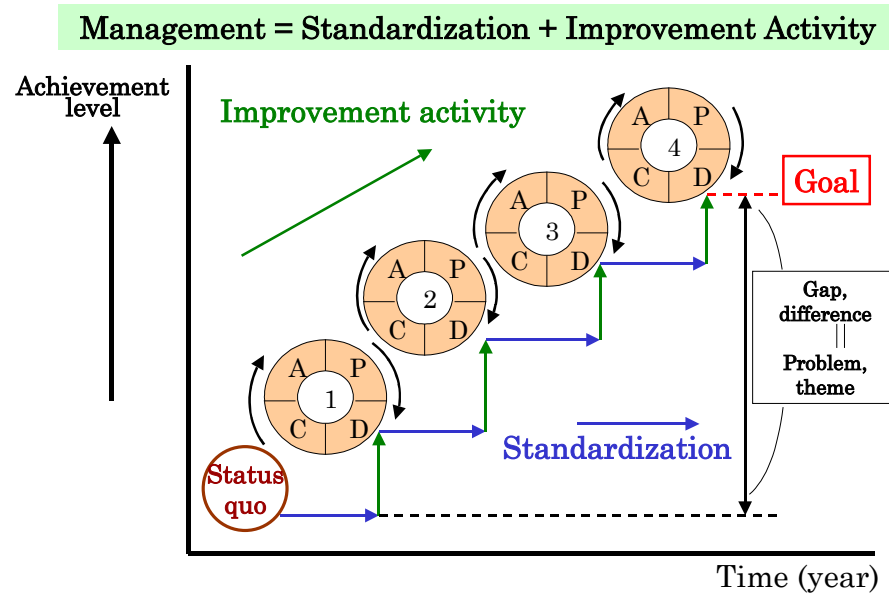 Management = Standardization + Improvement Activity
Achievement
level
Improvement activity
A P
4
C D
Goal
A P
3
C D
A P
2
C D
Gap,
difference
||
Problem,
theme
A P
1
C D
Standardization
Status
quo
Time (year)